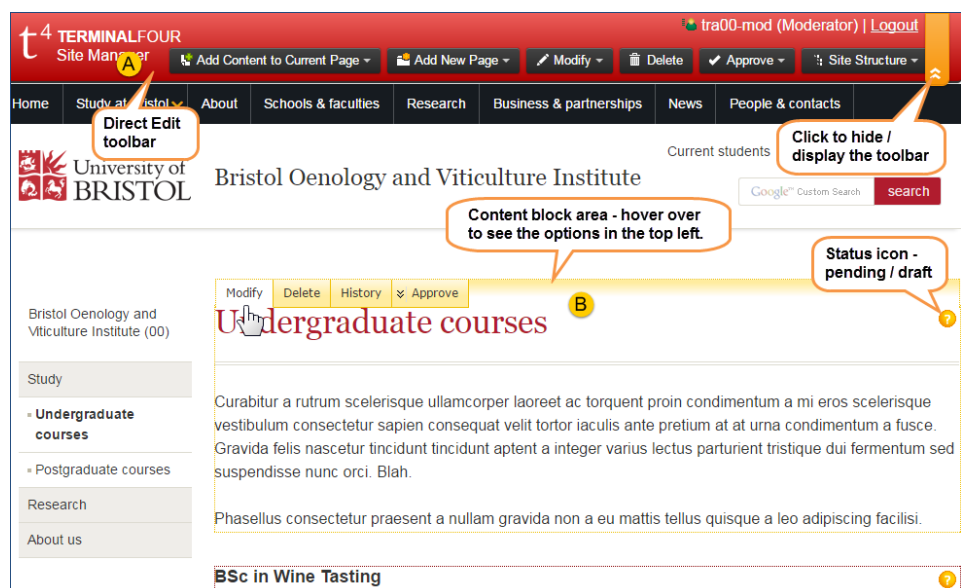 t4 TERMINALFOUR
Site Manager
tra00-mod (Moderator) | Logout
A
Add Content to Current Page
Add New Page
Modify
Delete
Approve
Site Structure
Home
Study at Bristol
About
Schools & faculties
Research
Business & partnerships
News
People & contacts
Direct Edit
toolbar
Click to hide /
display the toolbar
University of
BRISTOL
Bristol Oenology and Viticulture Institute
Current students
Google™ Custom Search
search
Content block area - hover over
to see the options in the top left.
Status icon -
pending / draft
Modify
Delete
History
Approve
B
Undergraduate courses
?
Bristol Oenology and
Viticulture Institute (00)
Study
Undergraduate
courses
Postgraduate courses
Research
About us
Curabitur a rutrum scelerisque ullamcorper laoreet ac torquent proin condimentum a mi eros scelerisque
vestibulum consectetur sapien consequat velit tortor iaculis ante pretium at at urna condimentum a fusce.
Gravida felis nascetur tincidunt tincidunt aptent a integer varius lectus parturient tristique dui fermentum sed
suspendisse nunc orci. Blah.
Phasellus consectetur praesent a nullam gravida non a eu mattis tellus quisque a leo adipiscing facilisi.
BSc in Wine Tasting
?